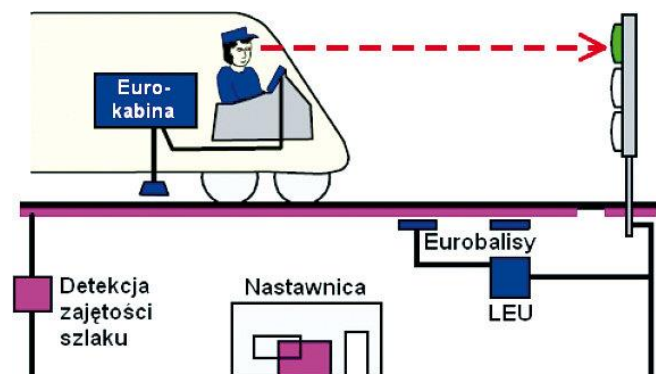 Euro-
kabina
Eurobalisy
LEU
Detekcja
zajętości
szlaku
Nastawnica